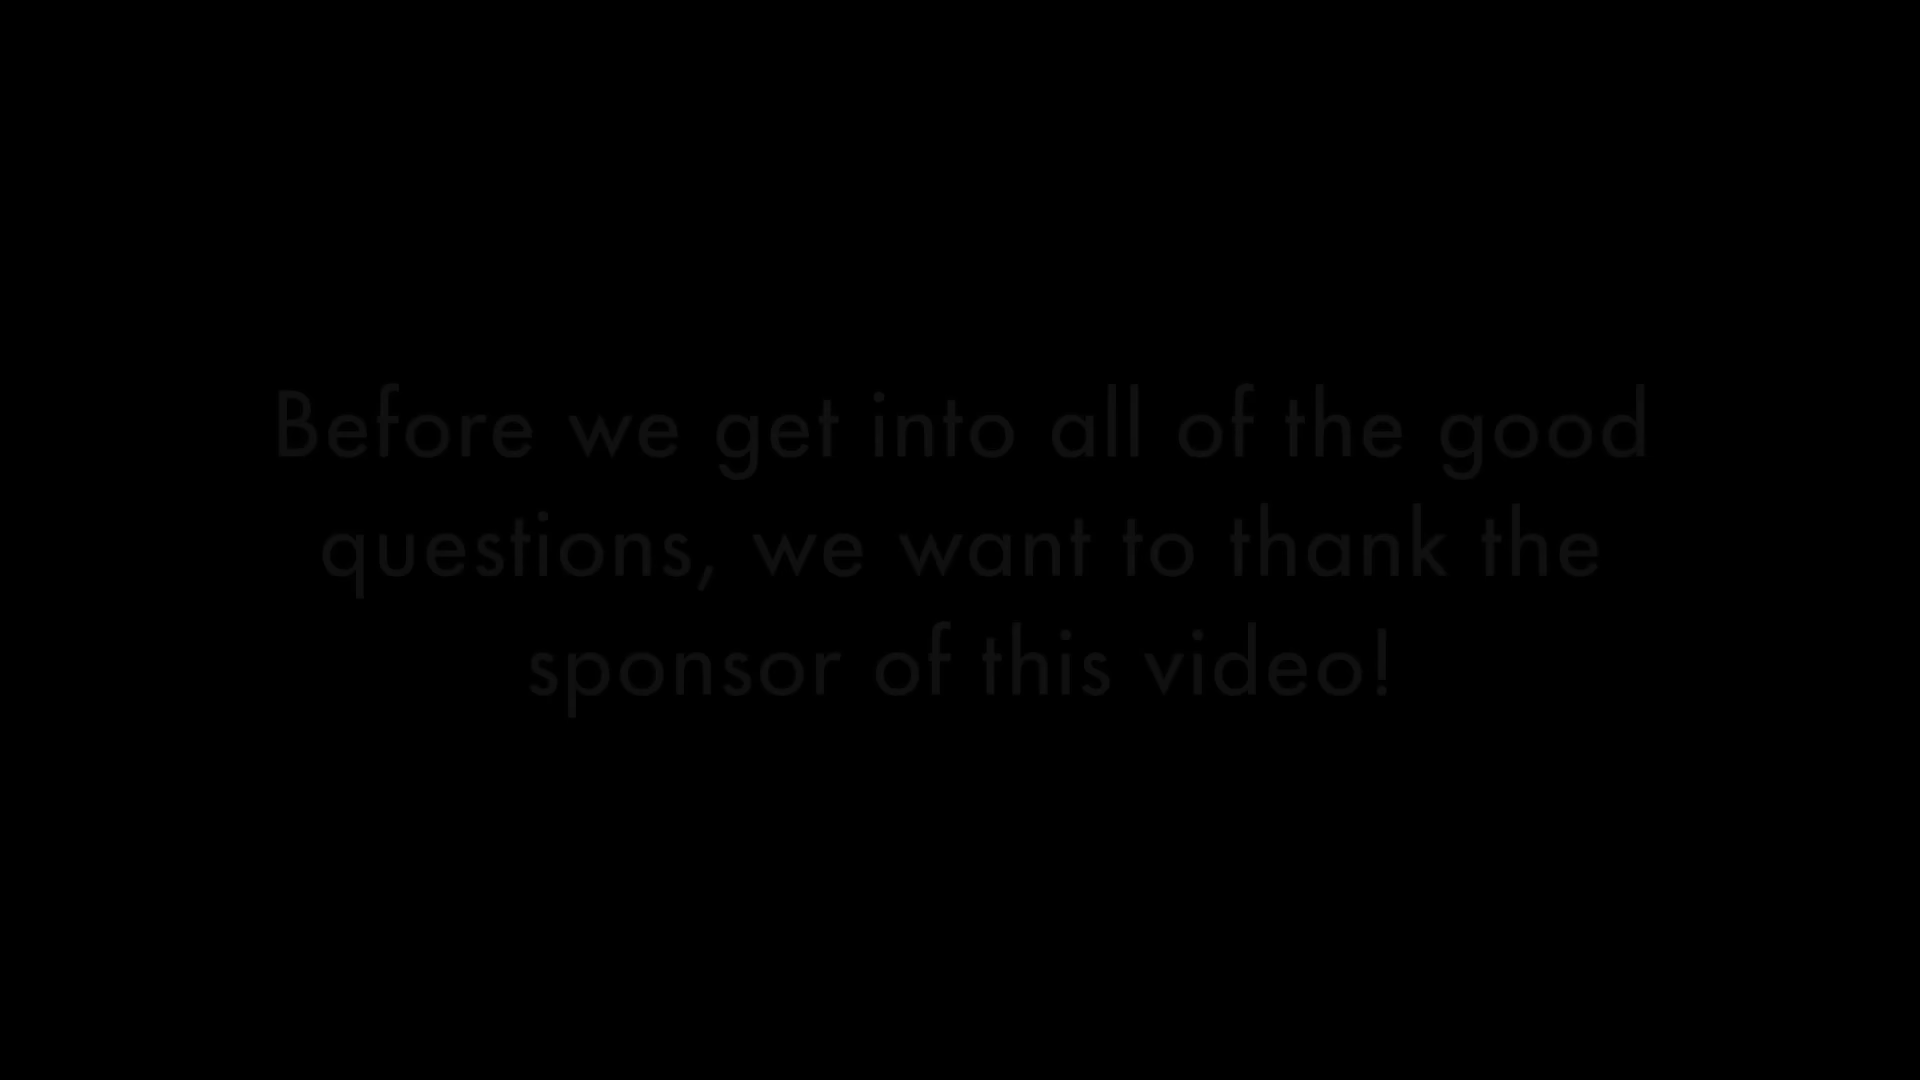 Before we get into all of the good
questions, we want to thank the
sponsor of this video!